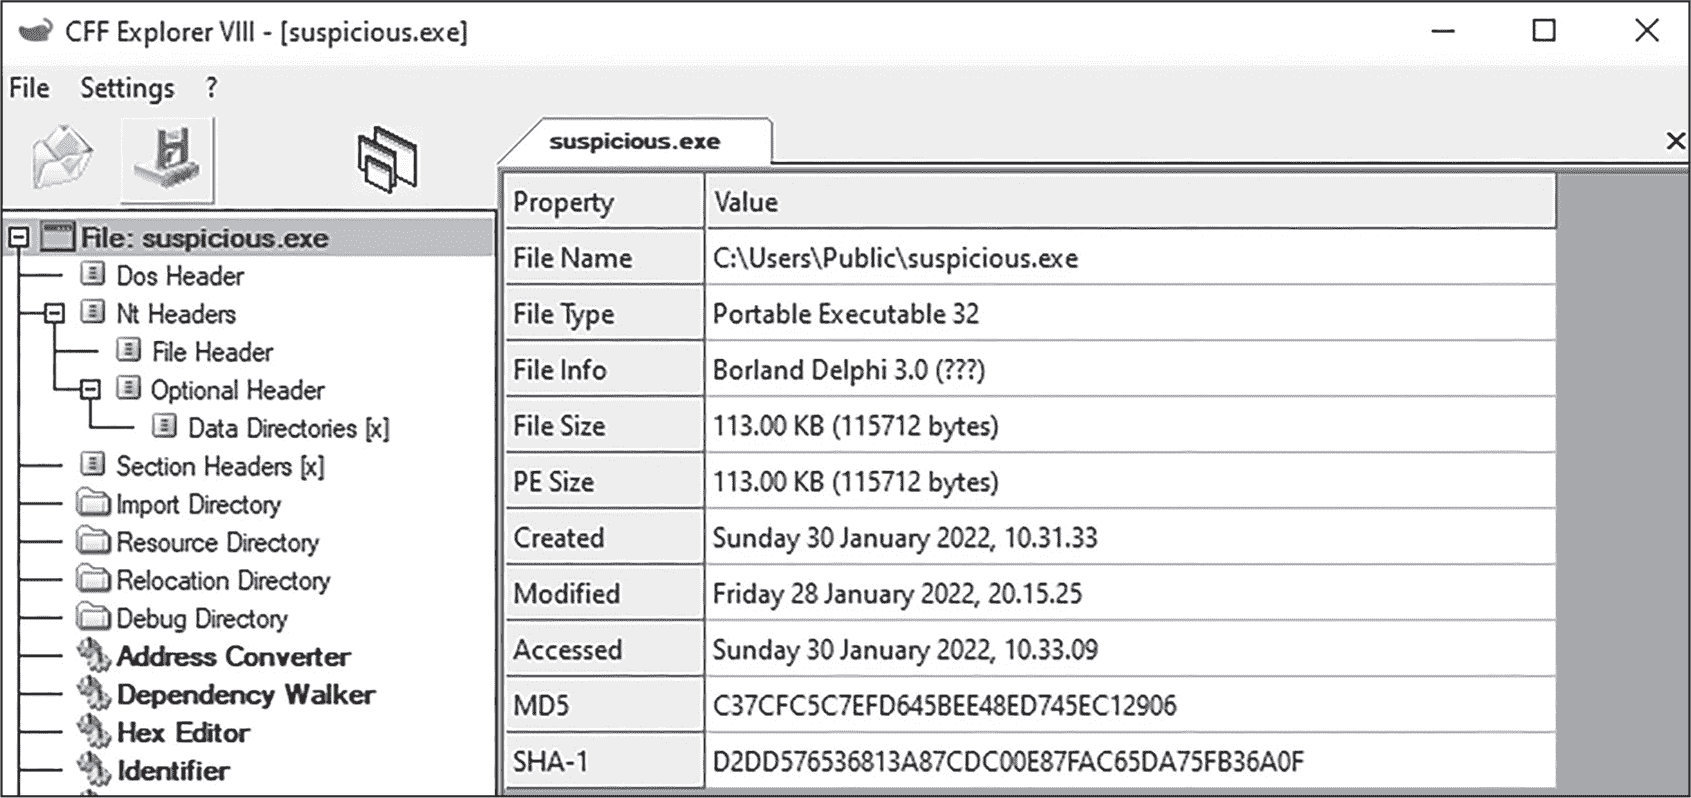 CFF Explorer VIII - [suspicious.exe]
File Settings ?
suspicious.exe
Property Value
File Name C:\Users\Public\suspicious.exe
File Type Portable Executable 32
File Info Borland Delphi 3.0 (???)
File Size 113.00 KB (115712 bytes)
PE Size 113.00 KB (115712 bytes)
Created Sunday 30 January 2022, 10.31.33
Modified Friday 28 January 2022, 20.15.25
Accessed Sunday 30 January 2022, 10.33.09
MD5 C37CFC5C7EFD645BEE48ED745EC12906
SHA-1 D2DD576536813A87CDC00E87FAC65DA75FB36A0F
File: suspicious.exe
Dos Header
Nt Headers
File Header
Optional Header
Data Directories [x]
Section Headers [x]
Import Directory
Resource Directory
Relocation Directory
Debug Directory
Address Converter
Dependency Walker
Hex Editor
Identifier